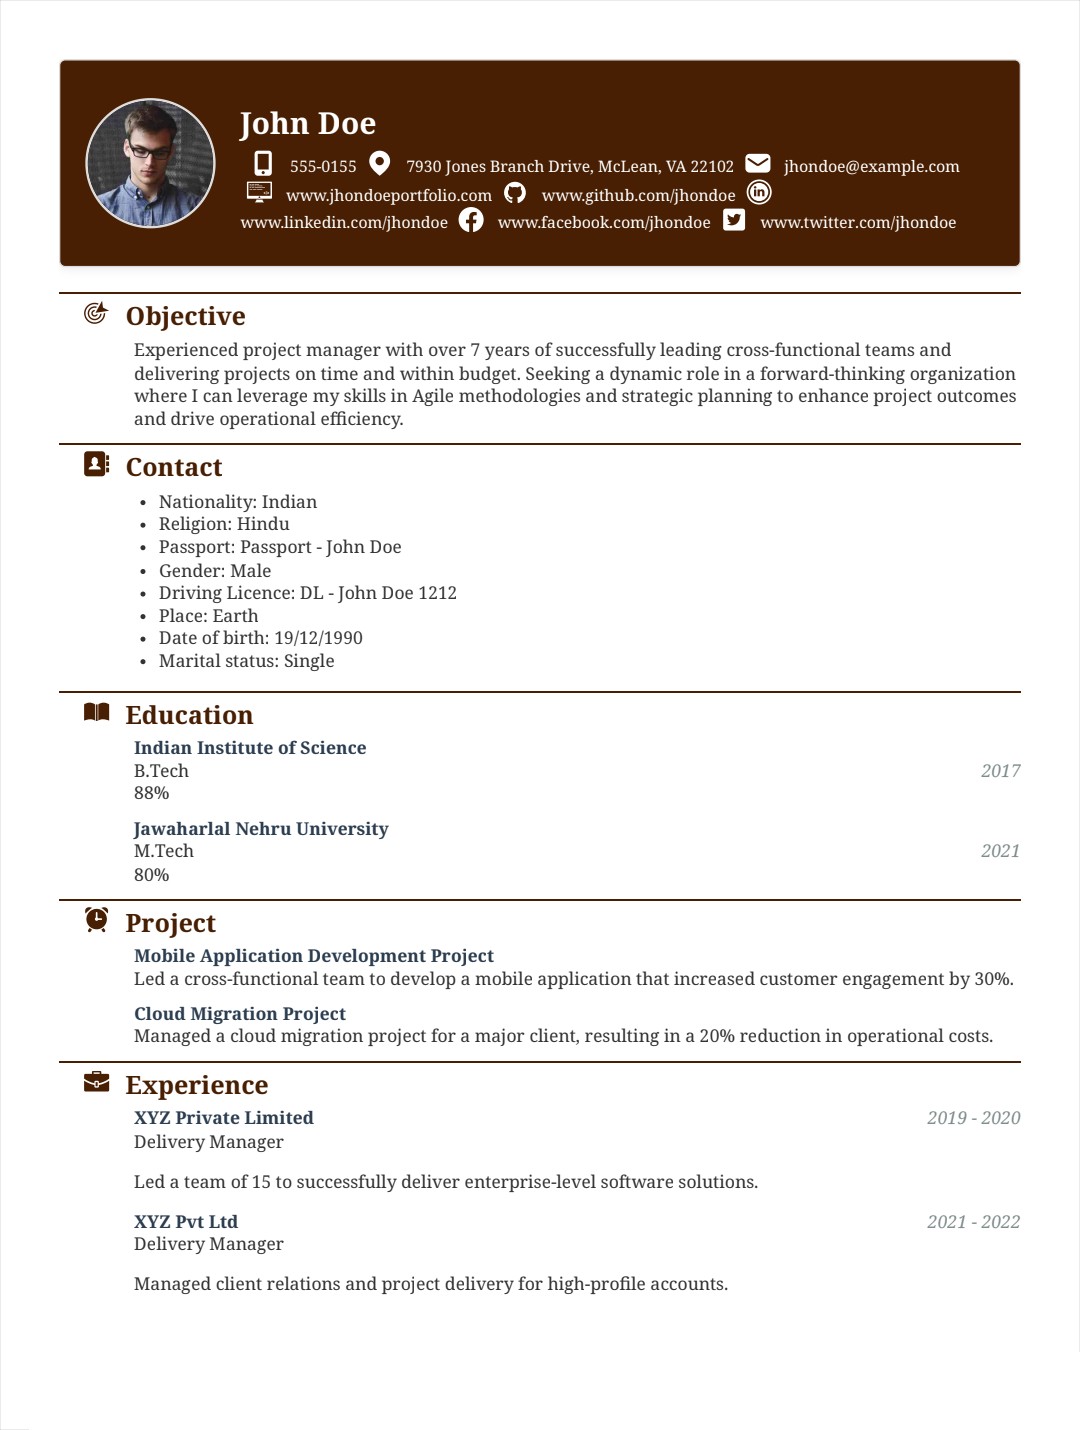 John Doe
555-0155 7930 Jones Branch Drive, McLean, VA 22102 jhondoe@example.com
www.jhondoeportfolio.com www.github.com/jhondoe
www.linkedin.com/jhondoe www.facebook.com/jhondoe www.twitter.com/jhondoe
Objective
Experienced project manager with over 7 years of successfully leading cross-functional teams and
delivering projects on time and within budget. Seeking a dynamic role in a forward-thinking organization
where I can leverage my skills in Agile methodologies and strategic planning to enhance project outcomes
and drive operational efficiency.
Contact
• Nationality: Indian
• Religion: Hindu
• Passport: Passport - John Doe
• Gender: Male
• Driving Licence: DL - John Doe 1212
• Place: Earth
• Date of birth: 19/12/1990
• Marital status: Single
Education
Indian Institute of Science
B.Tech 2017
88%
Jawaharlal Nehru University
M.Tech 2021
80%
Project
Mobile Application Development Project
Led a cross-functional team to develop a mobile application that increased customer engagement by 30%.
Cloud Migration Project
Managed a cloud migration project for a major client, resulting in a 20% reduction in operational costs.
Experience
XYZ Private Limited 2019 - 2020
Delivery Manager
Led a team of 15 to successfully deliver enterprise-level software solutions.
XYZ Pvt Ltd 2021 - 2022
Delivery Manager
Managed client relations and project delivery for high-profile accounts.